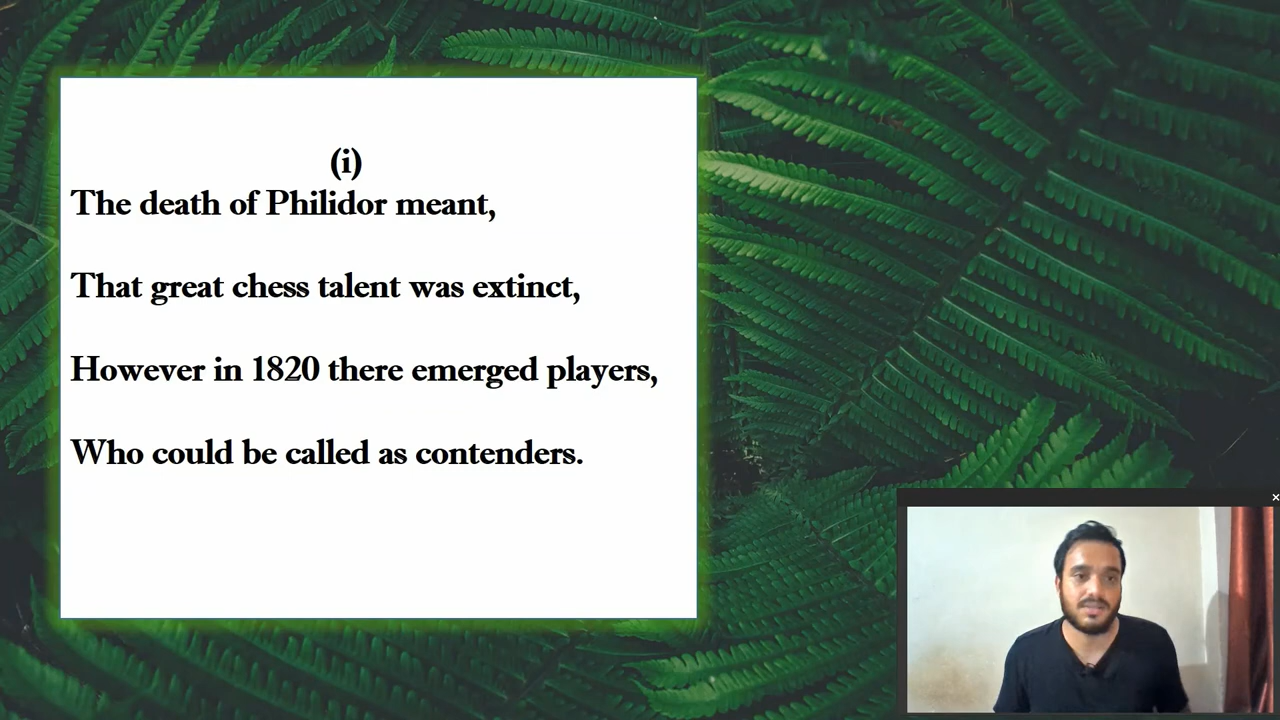 (i)
The death of Philidor meant,
That great chess talent was extinct,
However in 1820 there emerged players,
Who could be called as contenders.